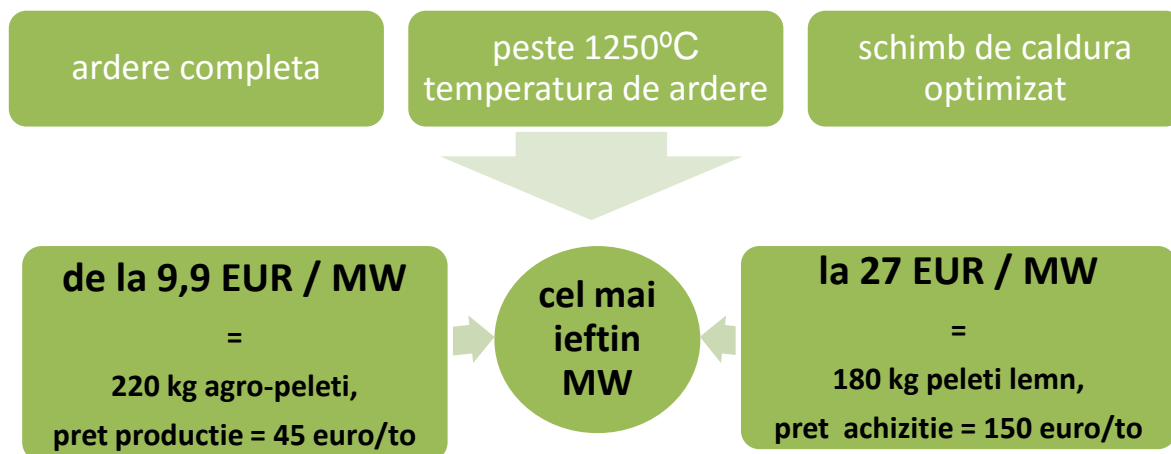 ardere completa
peste 1250⁰C
temperatura de ardere
schimb de caldura
optimizat
de la 9,9 EUR / MW
=
220 kg agro-peleti,
pret productie = 45 euro/to
cel mai
ieftin
MW
la 27 EUR / MW
=
180 kg peleti lemn,
pret achizitie = 150 euro/to